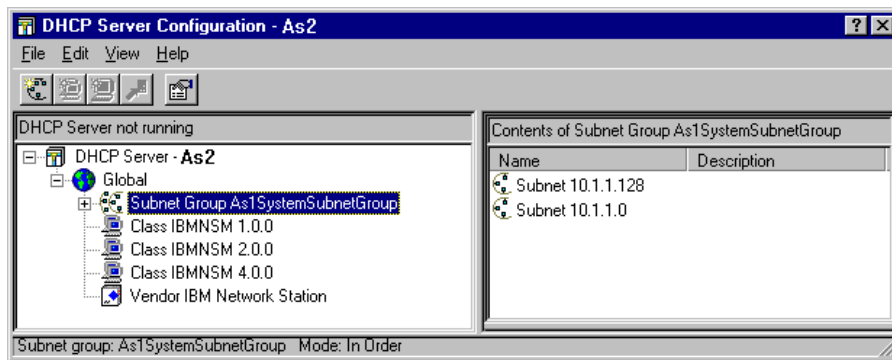 DHCP Server Configuration - As2
File Edit View Help
DHCP Server not running
DHCP Server - As2
Global
Subnet Group As1SystemSubnetGroup
Class IBMNSM 1.0.0
Class IBMNSM 2.0.0
Class IBMNSM 4.0.0
Vendor IBM Network Station
Contents of Subnet Group As1SystemSubnetGroup
Name Description
Subnet 10.1.1.128
Subnet 10.1.1.0
Subnet group: As1SystemSubnetGroup Mode: In Order